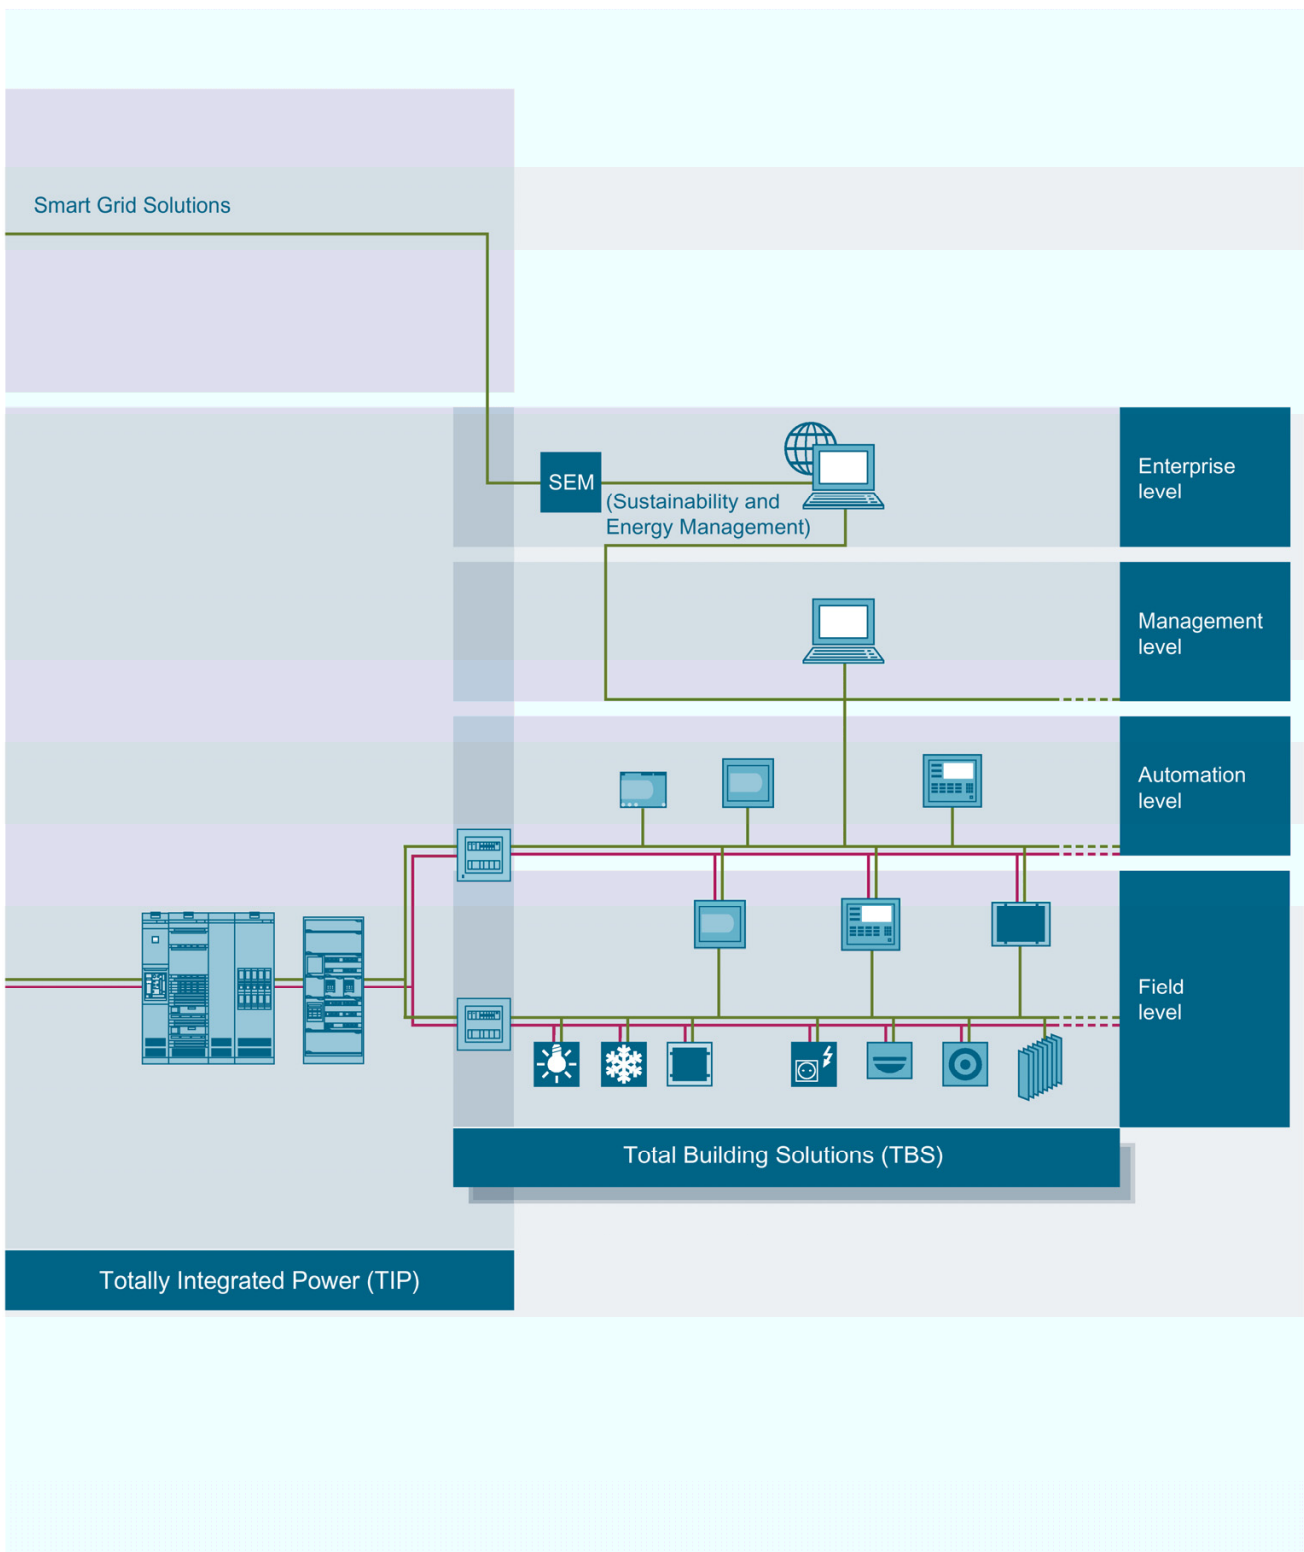 Smart Grid Solutions
SEM
(Sustainability and
Energy Management)
Enterprise
level
Management
level
Automation
level
Field
level
Total Building Solutions (TBS)
Totally Integrated Power (TIP)